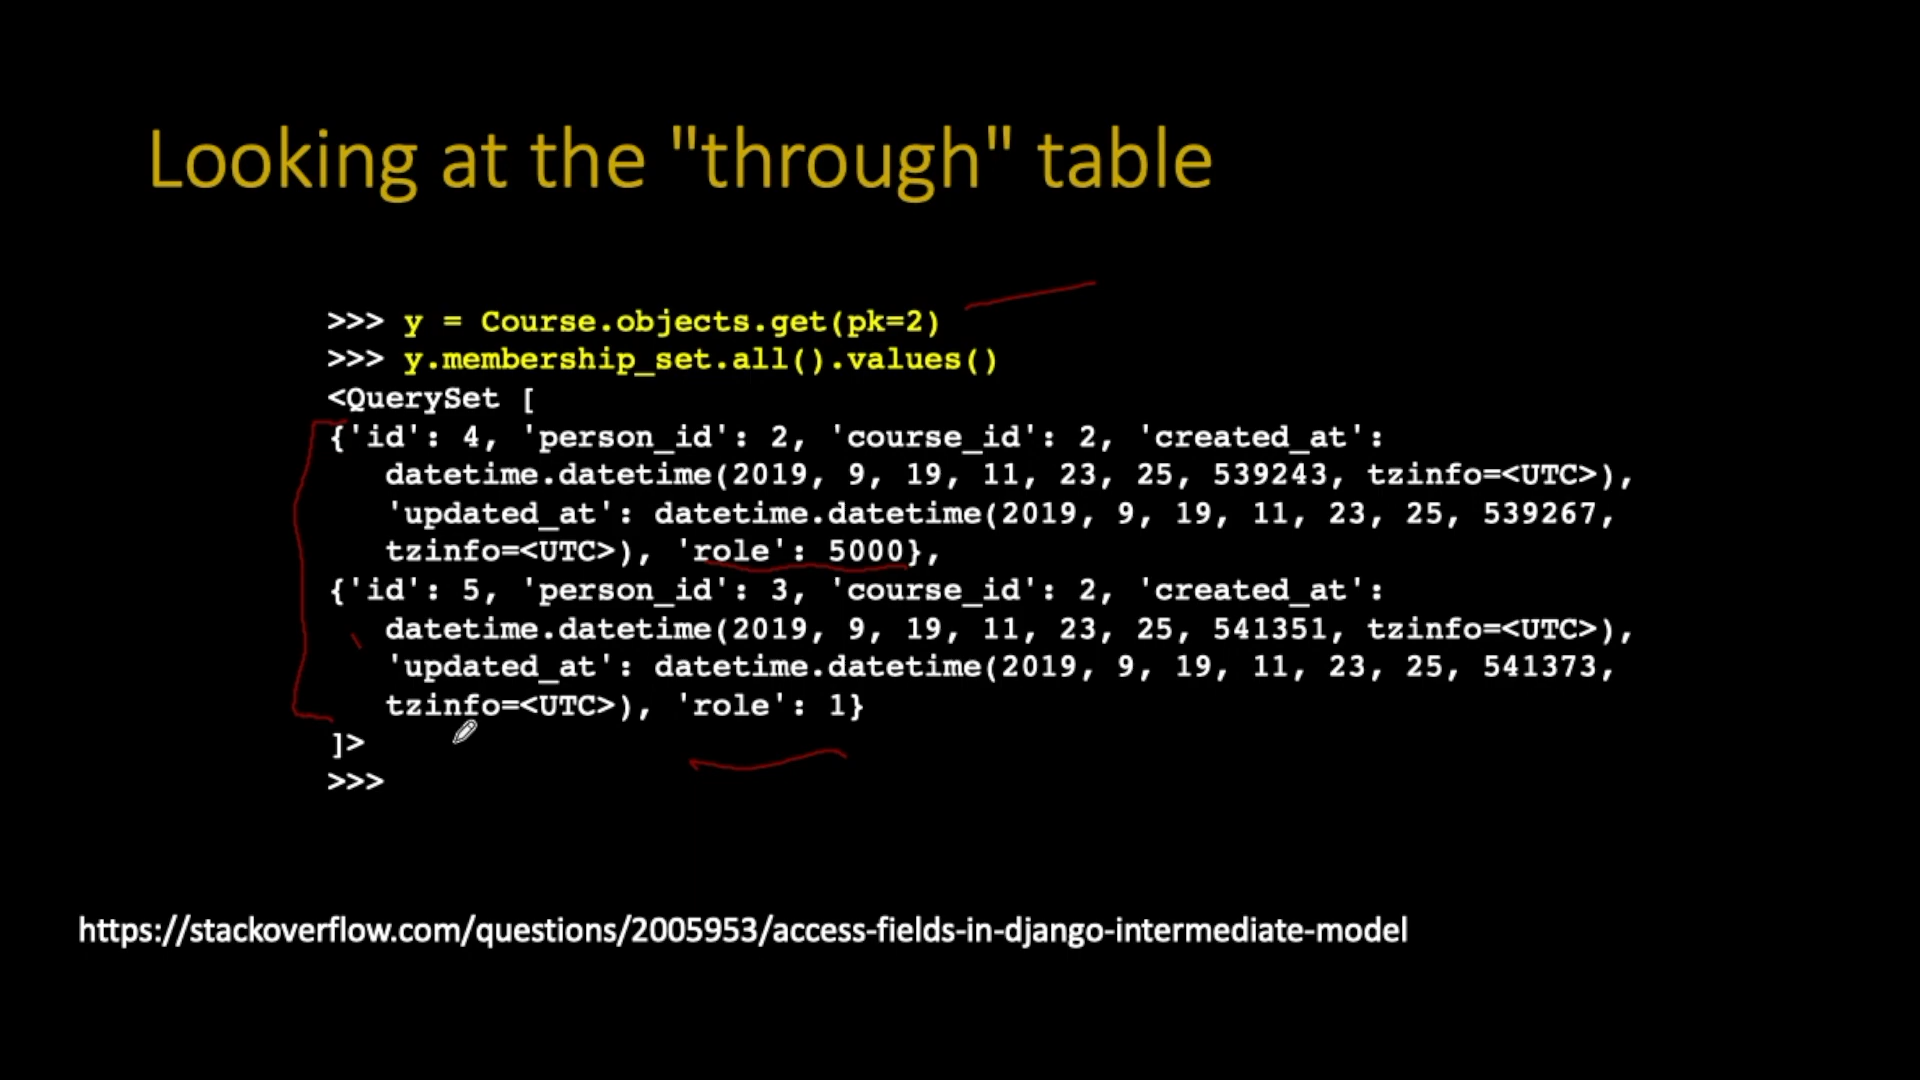 Looking at the "through" table
>>> y = Course.objects.get(pk=2)
>>> y.membership_set.all().values()
<QuerySet [
{'id': 4, 'person_id': 2, 'course_id': 2, 'created_at':
datetime.datetime(2019, 9, 19, 11, 23, 25, 539243, tzinfo=<UTC>),
'updated_at': datetime.datetime(2019, 9, 19, 11, 23, 25, 539267,
tzinfo=<UTC>), 'role': 5000},
{'id': 5, 'person_id': 3, 'course_id': 2, 'created_at':
datetime.datetime(2019, 9, 19, 11, 23, 25, 541351, tzinfo=<UTC>),
'updated_at': datetime.datetime(2019, 9, 19, 11, 23, 25, 541373,
tzinfo=<UTC>), 'role': 1}
]>
>>>
https://stackoverflow.com/questions/2005953/access-fields-in-django-intermediate-model